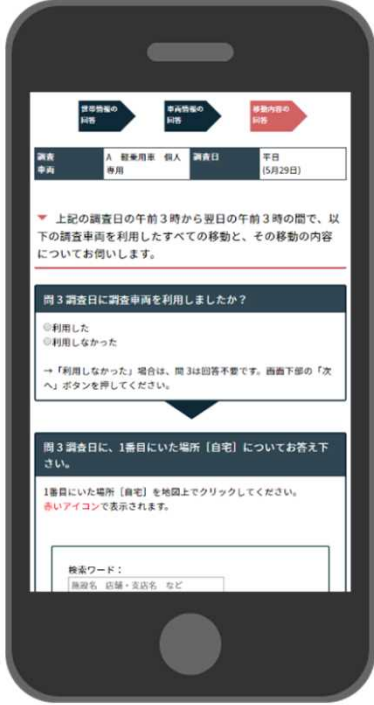 世帯情報の
回答
車両情報の
回答
移動内容の
回答
調査
車両
A 軽乗用車 個人
専用
調査日
平日
(5月29日)
▼ 上記の調査日の午前3時から翌日の午前3時の間で、以
下の調査車両を利用したすべての移動と、その移動の内容
についてお伺いします。
問3調査日に調査車両を利用しましたか?
○利用した
○利用しなかった
→「利用しなかった」場合は、問3は回答不要です。画面下部の「次
へ」ボタンを押してください。
問3調査日に、1番目にいた場所[自宅]についてお答え下
さい。
1番目にいた場所[自宅]を地図上でクリックしてください。
赤いアイコンで表示されます。
検索ワード:
施設名 店舗・支店名 など